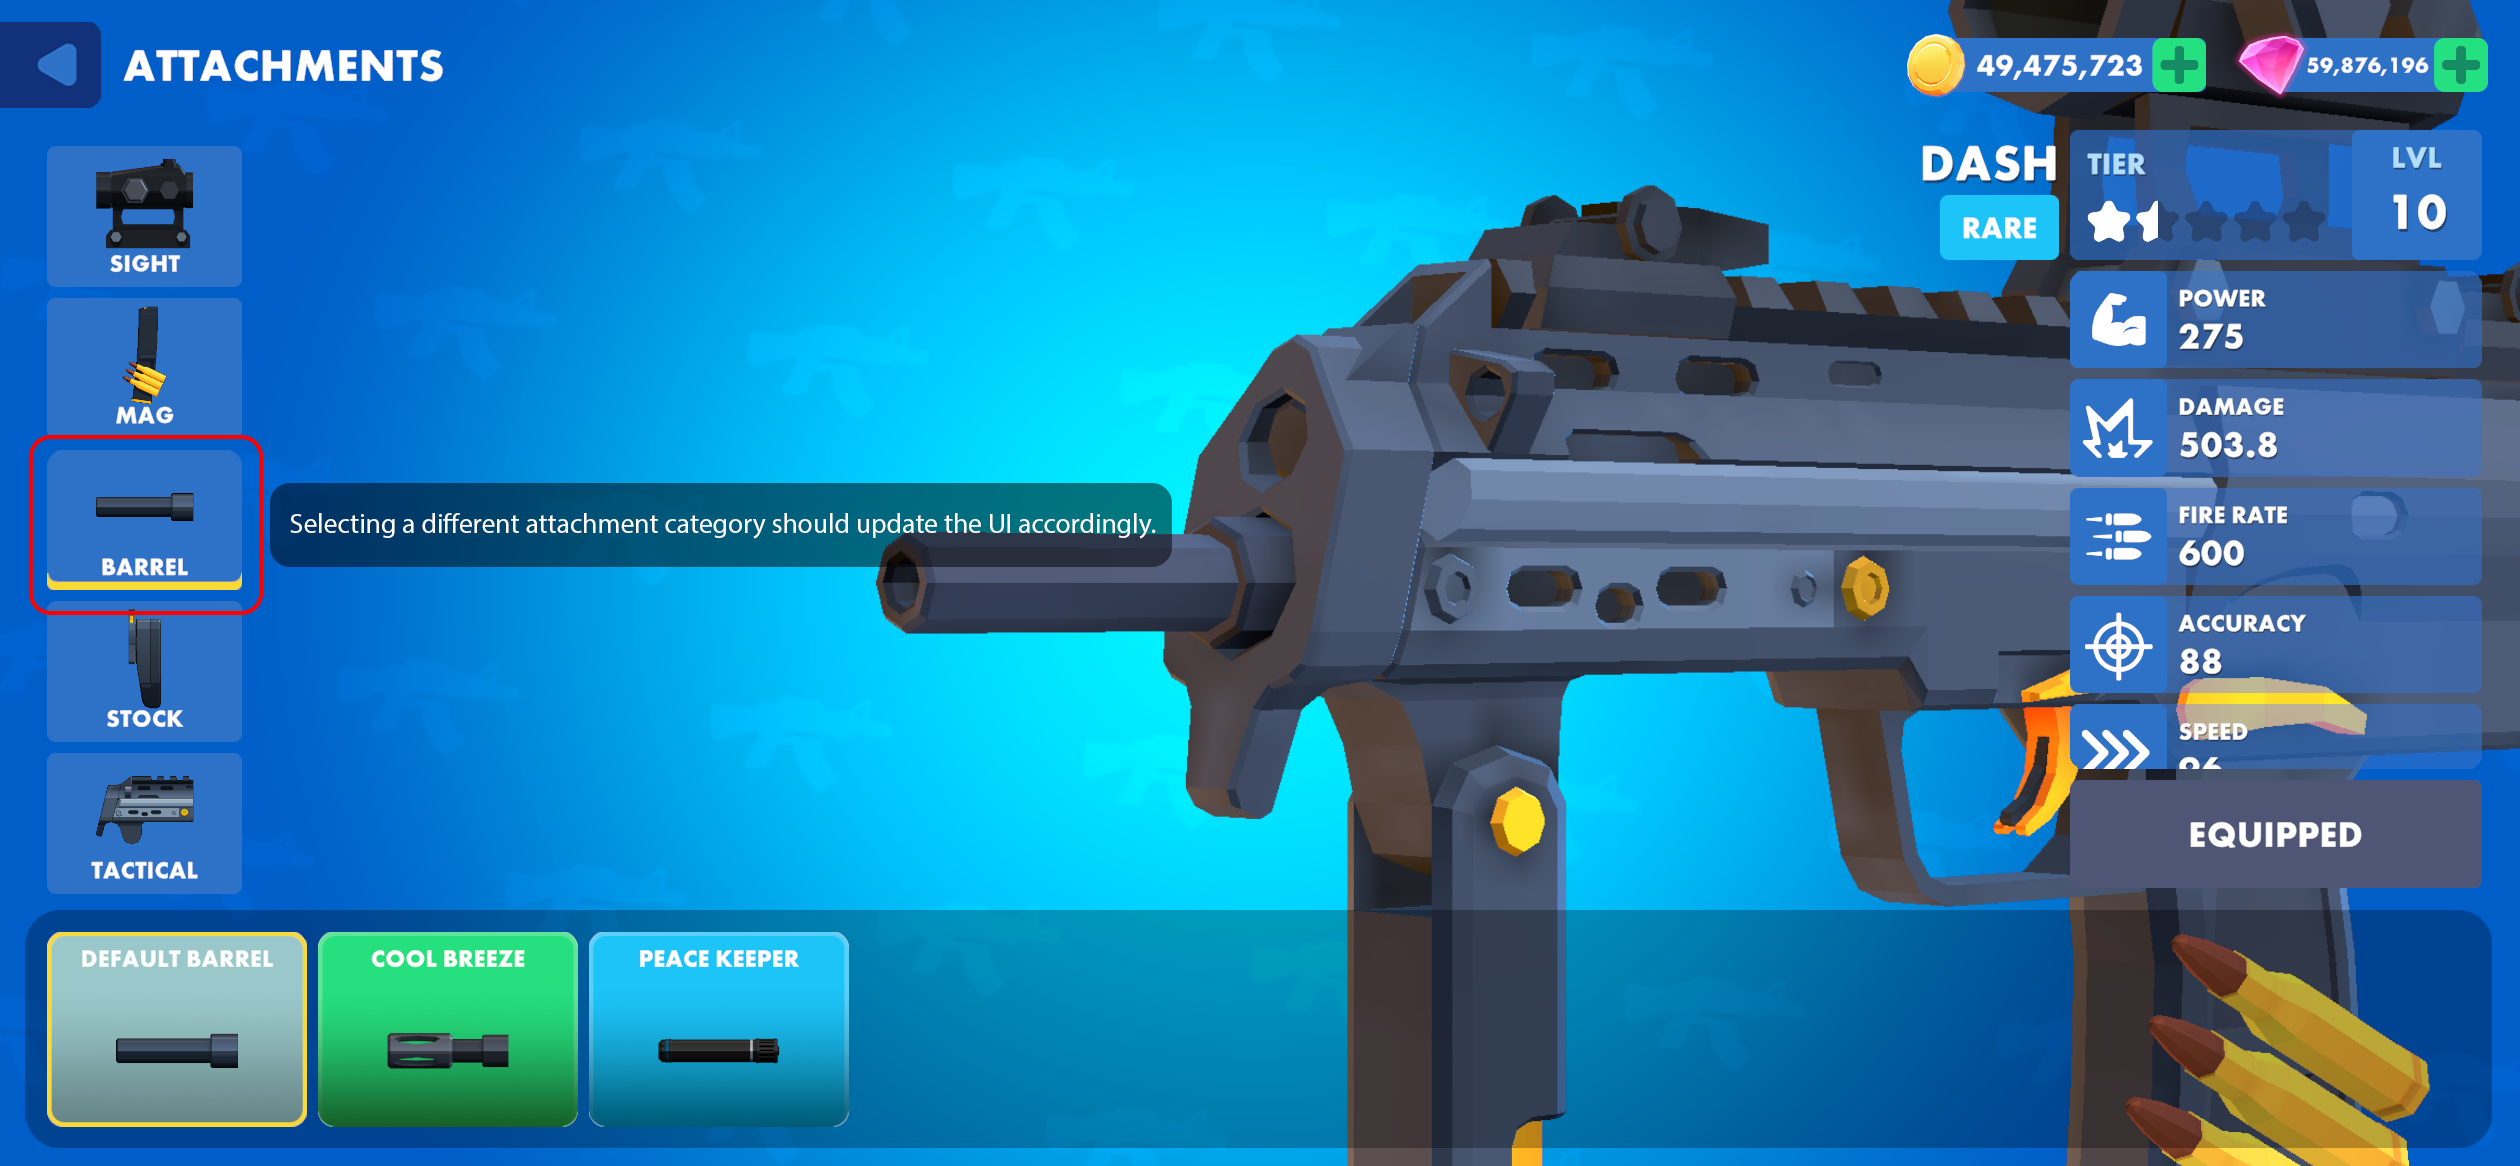 ATTACHMENTS
49,475,723
59,876,196
SIGHT
MAG
BARREL
STOCK
TACTICAL
Selecting a different attachment category should update the UI accordingly.
DASH
RARE
TIER
LVL
10
POWER
275
DAMAGE
503.8
FIRE RATE
600
ACCURACY
88
SPEED
EQUIPPED
DEFAULT BARREL
COOL BREEZE
PEACE KEEPER